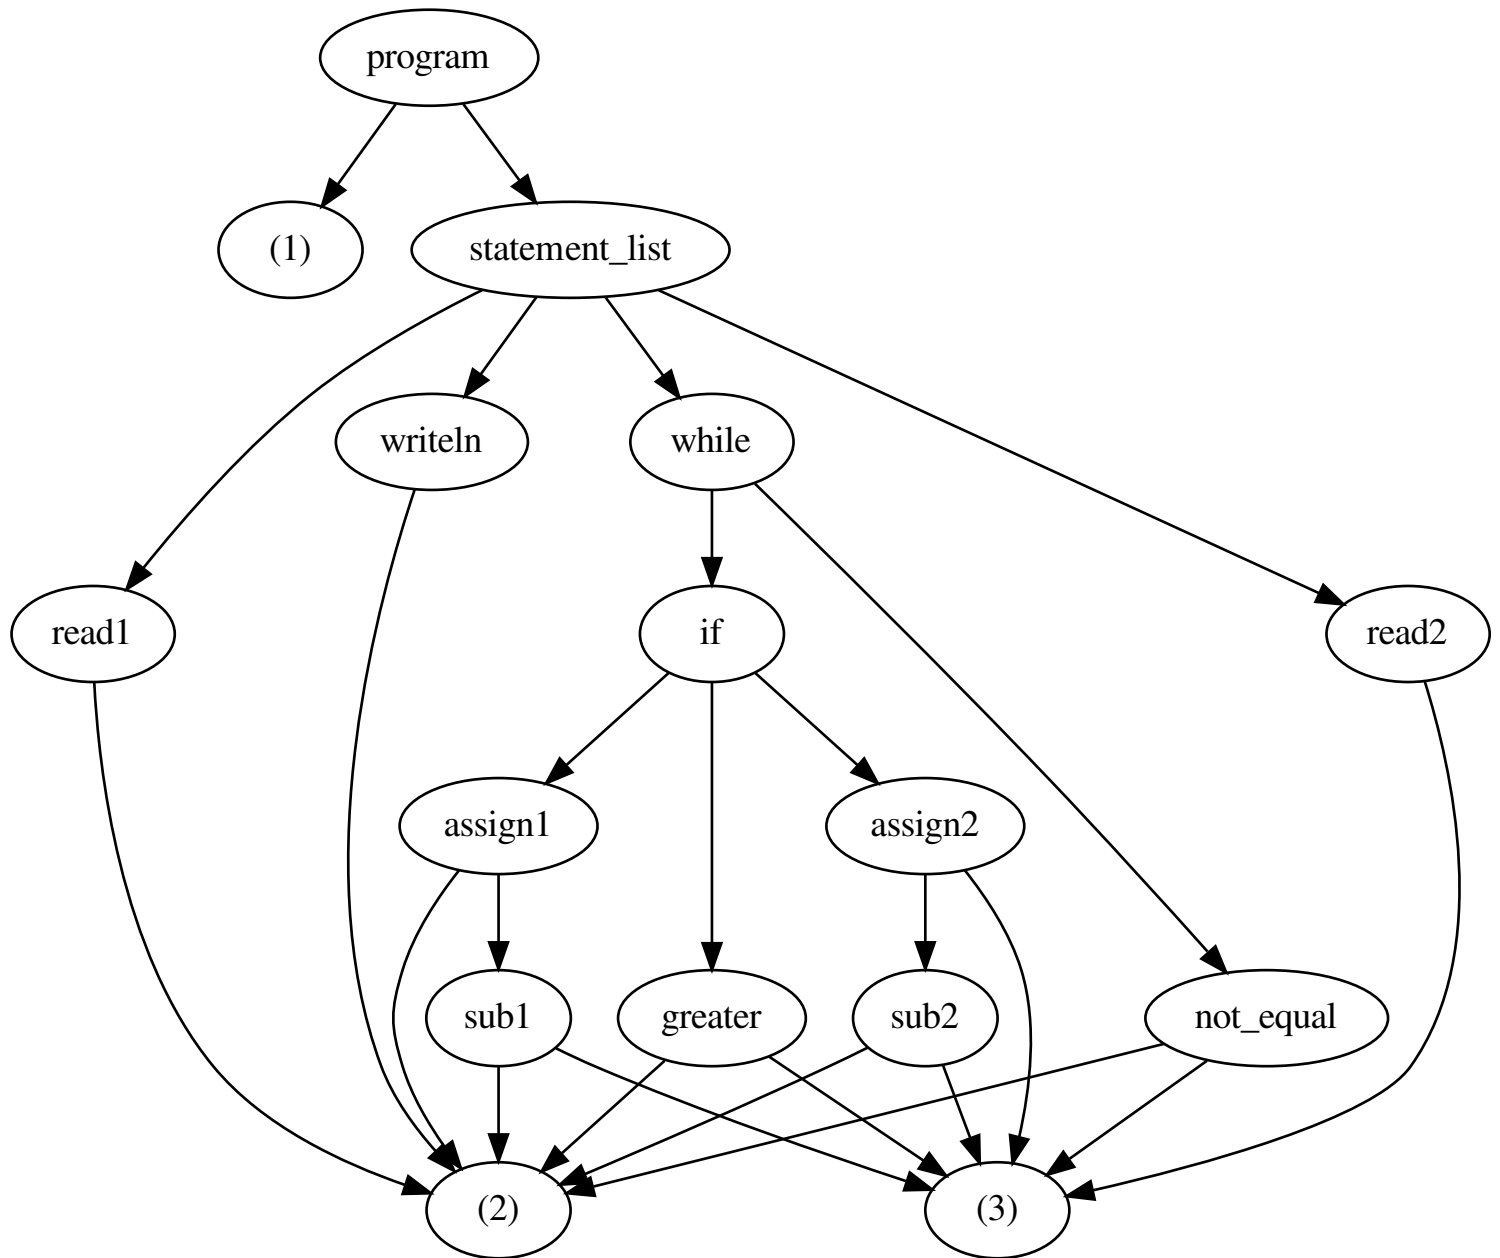 program
(1)
statement_list
writeln
while
read1
if
read2
assign1
assign2
sub1
greater
sub2
not_equal
(2)
(3)